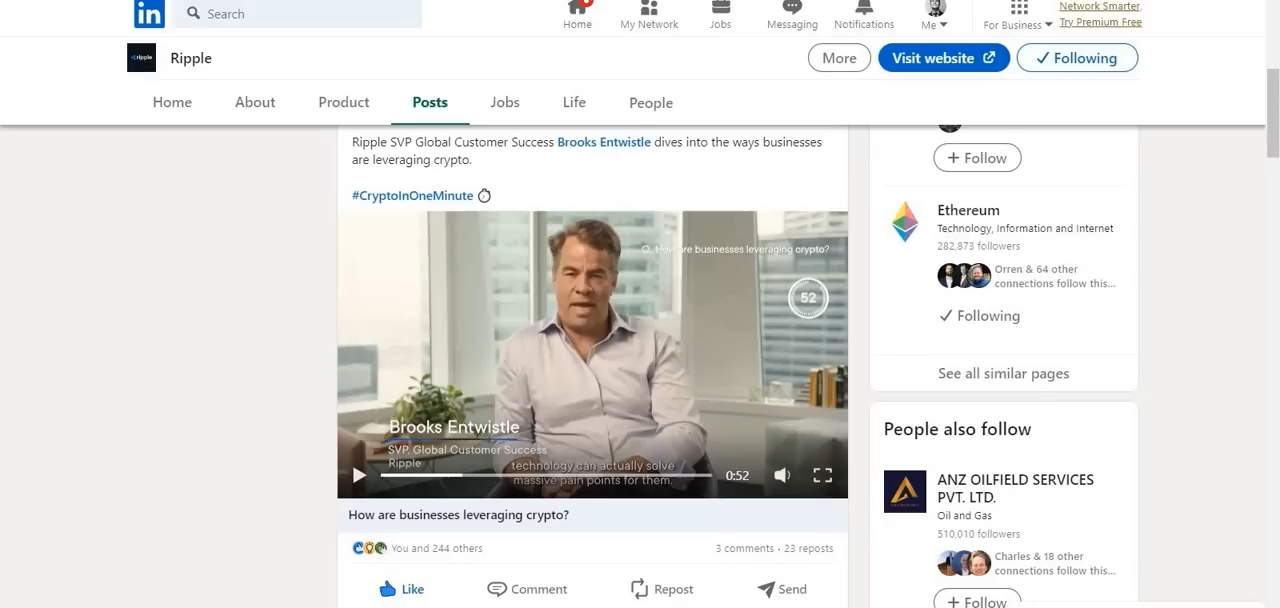 in
Search
Home
My Network
Jobs
Messaging
Notifications
Me
For Business
Network Smarter,
Try Premium Free
ripple
Ripple
More
Visit website
Following
Home
About
Product
Posts
Jobs
Life
People
Ripple SVP Global Customer Success Brooks Entwistle dives into the ways businesses
are leveraging crypto.
#CryptoInOneMinute
Q. How are businesses leveraging crypto?
52
Brooks Entwistle
SVP, Global Customer Success
Ripple
technology can actually solve
massive pain points for them.
0:52
How are businesses leveraging crypto?
You and 244 others
3 comments • 23 reposts
Like
Comment
Repost
Send
+ Follow
Ethereum
Technology, Information and Internet
282,873 followers
Orren & 64 other
connections follow this...
Following
See all similar pages
People also follow
ANZ OILFIELD SERVICES
PVT. LTD.
Oil and Gas
510,010 followers
Charles & 18 other
connections follow this...
+ Follow